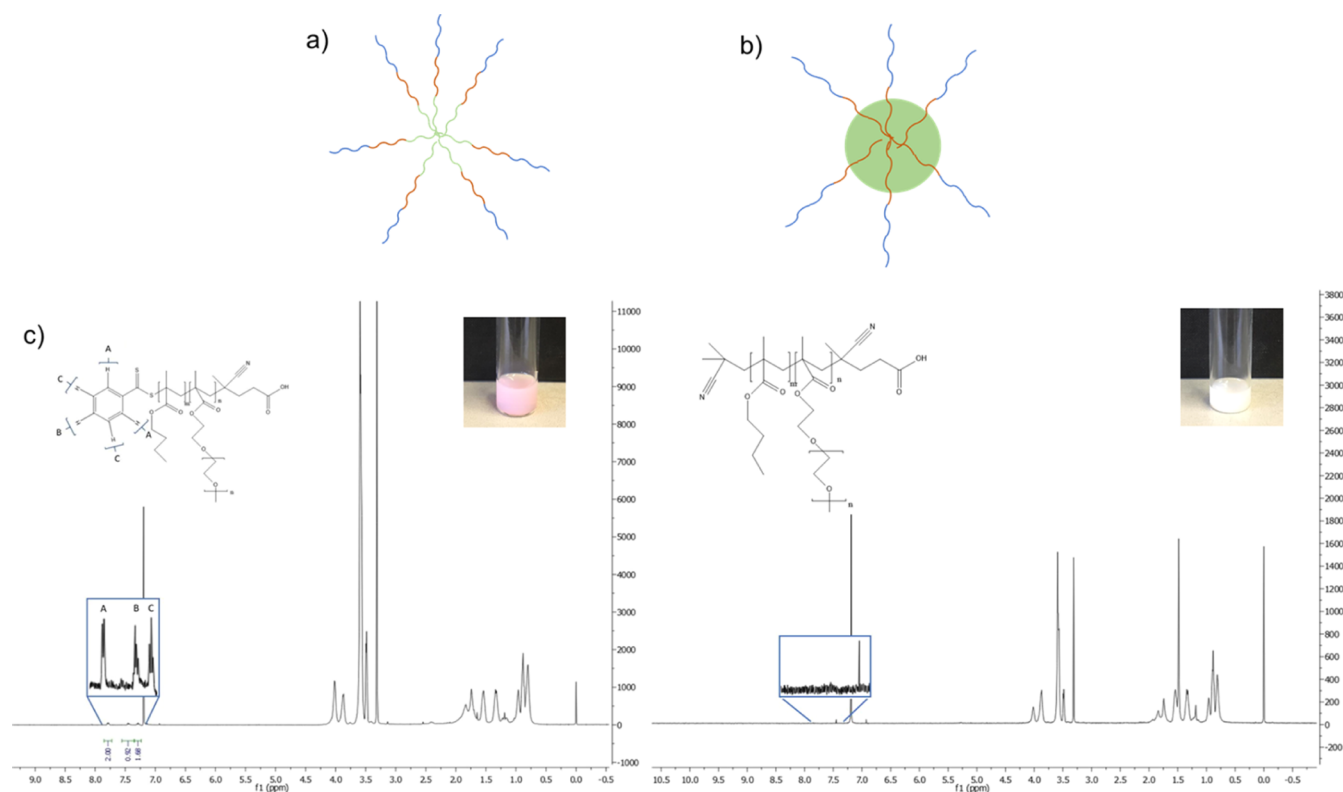 a)
b)
c)
A
C
H
S
N
OH
S
m
n
O
O
B
A
O
O
H
C
O
O
n
A B C
2.00
0.92
1.68
9.0 8.5 8.0 7.5 7.0 6.5 6.0 5.5 5.0 4.5 4.0 3.5 3.0 2.5 2.0 1.5 1.0 0.5 0.0 -0.5
f1 (ppm)
11000
10000
9000
8000
7000
6000
5000
4000
3000
2000
1000
0
-1000
N
OH
m
n
O
N
O
O
O
O
O
O
n
10.5 10.0 9.5 9.0 8.5 8.0 7.5 7.0 6.5 6.0 5.5 5.0 4.5 4.0 3.5 3.0 2.5 2.0 1.5 1.0 0.5 0.0 -0.5
f1 (ppm)
3800
3600
3400
3200
3000
2800
2600
2400
2200
2000
1800
1600
1400
1200
1000
800
600
400
200
0
-200